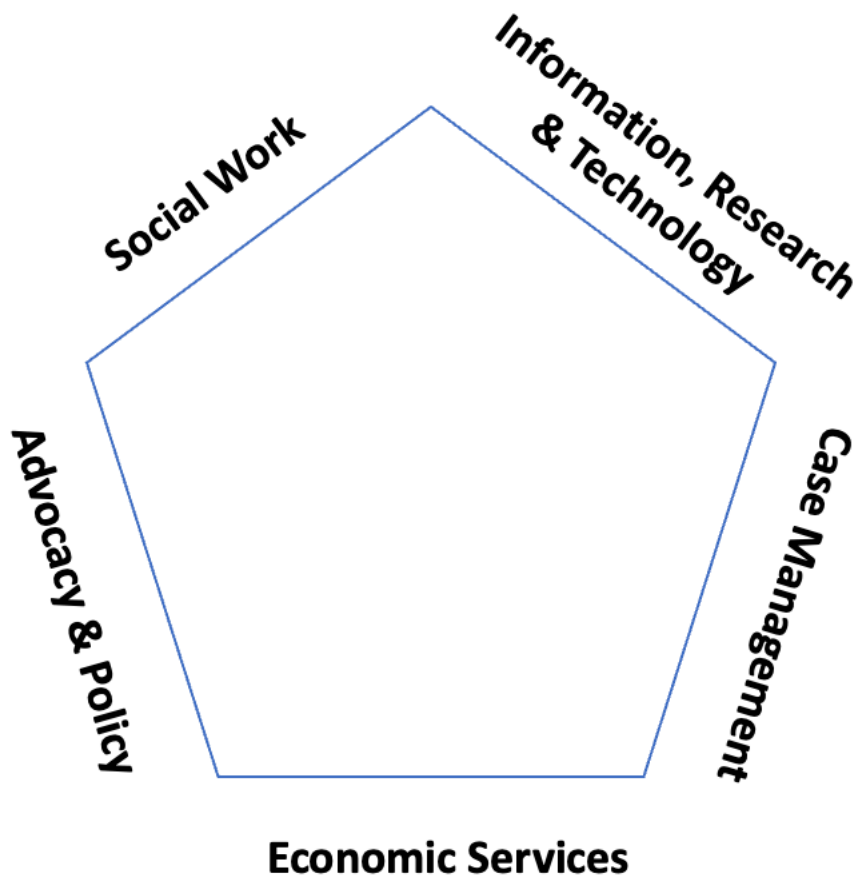 Information, Research
& Technology
Social Work
Case Management
Advocacy & Policy
Economic Services